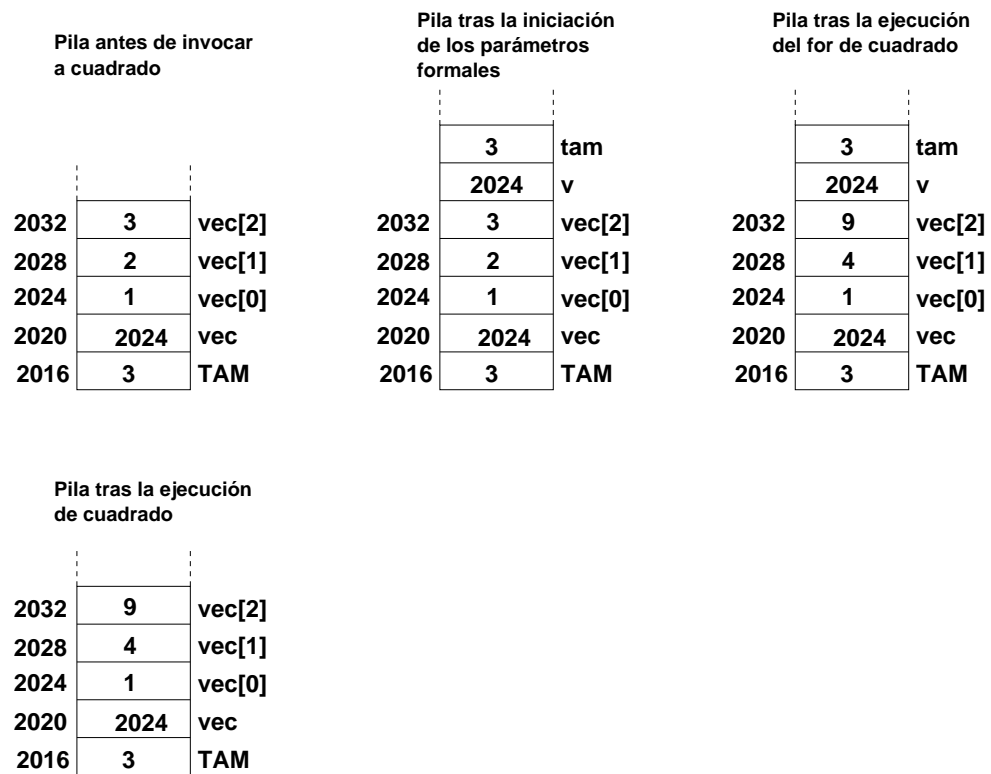 Pila antes de invocar
a cuadrado
2032 3 vec[2]
2028 2 vec[1]
2024 1 vec[0]
2020 2024 vec
2016 3 TAM
Pila tras la iniciación
de los parámetros
formales
3 tam
2024 v
2032 3 vec[2]
2028 2 vec[1]
2024 1 vec[0]
2020 2024 vec
2016 3 TAM
Pila tras la ejecución
del for de cuadrado
3 tam
2024 v
2032 9 vec[2]
2028 4 vec[1]
2024 1 vec[0]
2020 2024 vec
2016 3 TAM
Pila tras la ejecución
de cuadrado
2032 9 vec[2]
2028 4 vec[1]
2024 1 vec[0]
2020 2024 vec
2016 3 TAM